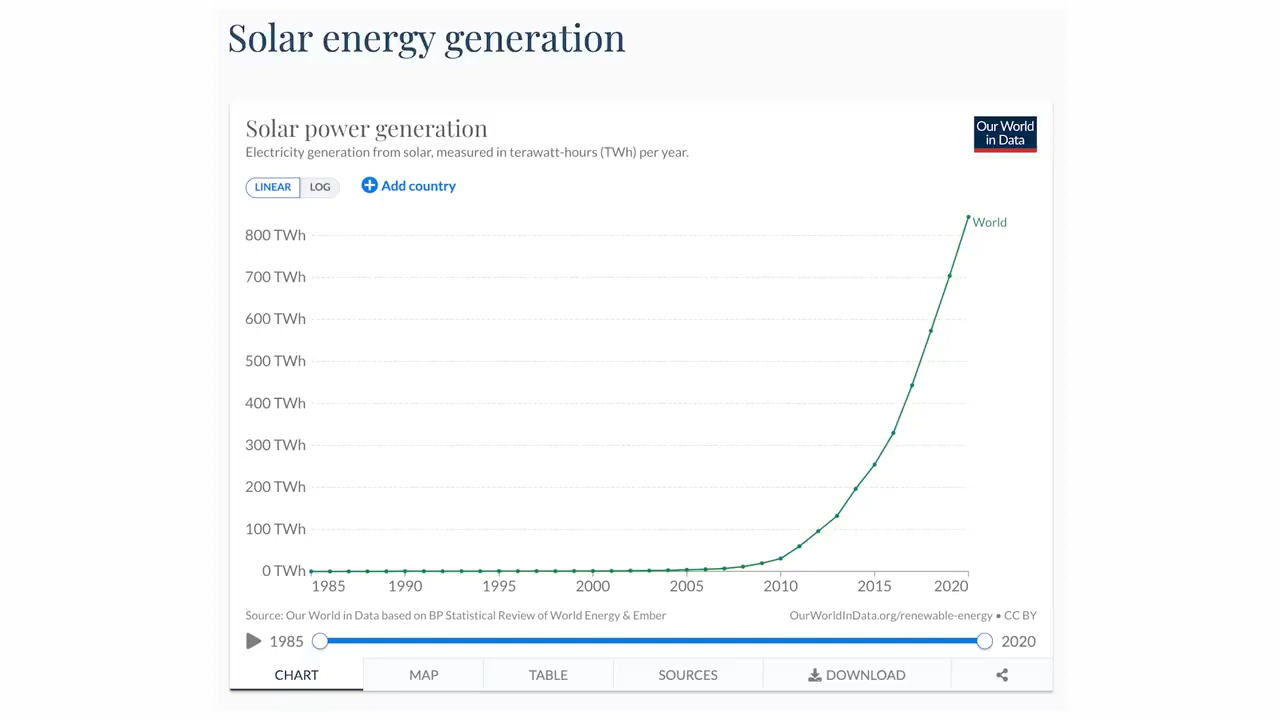 Solar energy generation
Solar power generation
Electricity generation from solar, measured in terawatt-hours (TWh) per year.
Our World
in Data
LINEAR LOG Add country
World
800 TWh
700 TWh
600 TWh
500 TWh
400 TWh
300 TWh
200 TWh
100 TWh
0 TWh
1985 1990 1995 2000 2005 2010 2015 2020
Source: Our World in Data based on BP Statistical Review of World Energy & Ember OurWorldInData.org/renewable-energy • CC BY
1985 2020
CHART MAP TABLE SOURCES DOWNLOAD